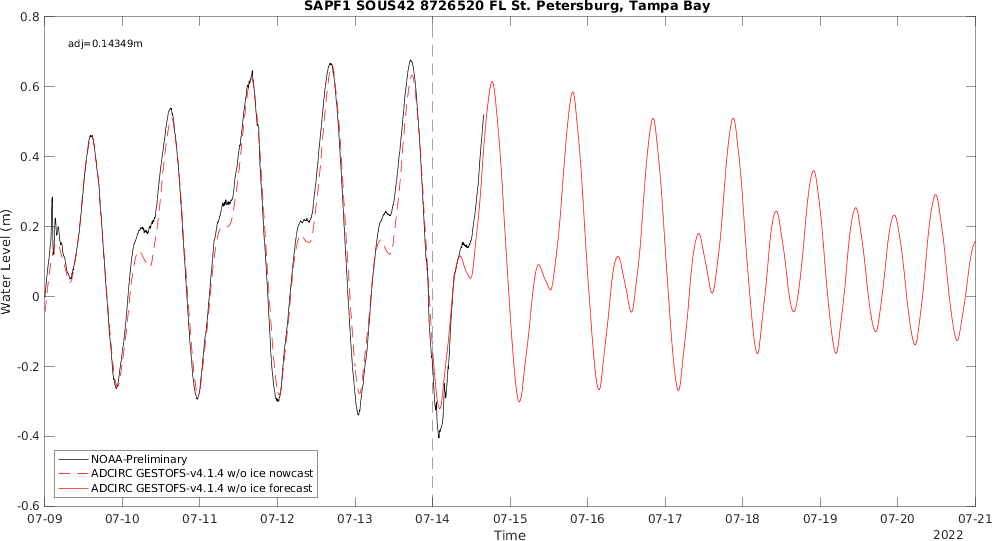 SAPF1 SOUS42 8726520 FL St. Petersburg, Tampa Bay
adj=0.14349m
0.8
0.6
0.4
0.2
0
-0.2
-0.4
-0.6
Water Level (m)
NOAA-Preliminary
ADCIRC GESTOFS-v4.1.4 w/o ice nowcast
ADCIRC GESTOFS-v4.1.4 w/o ice forecast
07-09 07-10 07-11 07-12 07-13 07-14 07-15 07-16 07-17 07-18 07-19 07-20 07-21
Time
2022